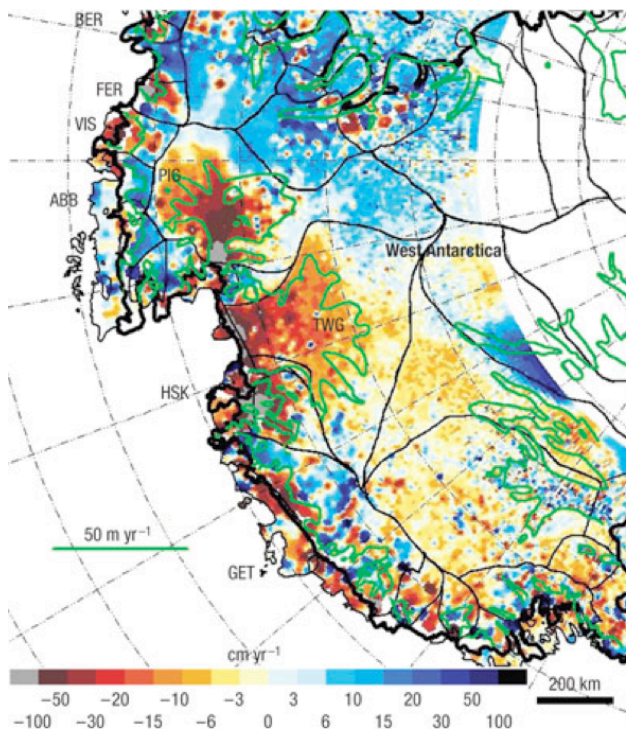 BER
FER
VIS
PIG
ABB
West Antarctica
TWG
HSK
50 m yr⁻¹
GET
cm yr⁻¹
−50 −20 −10 −3 3 10 20 50
200 km
−100 −30 −15 −6 0 6 15 30 100